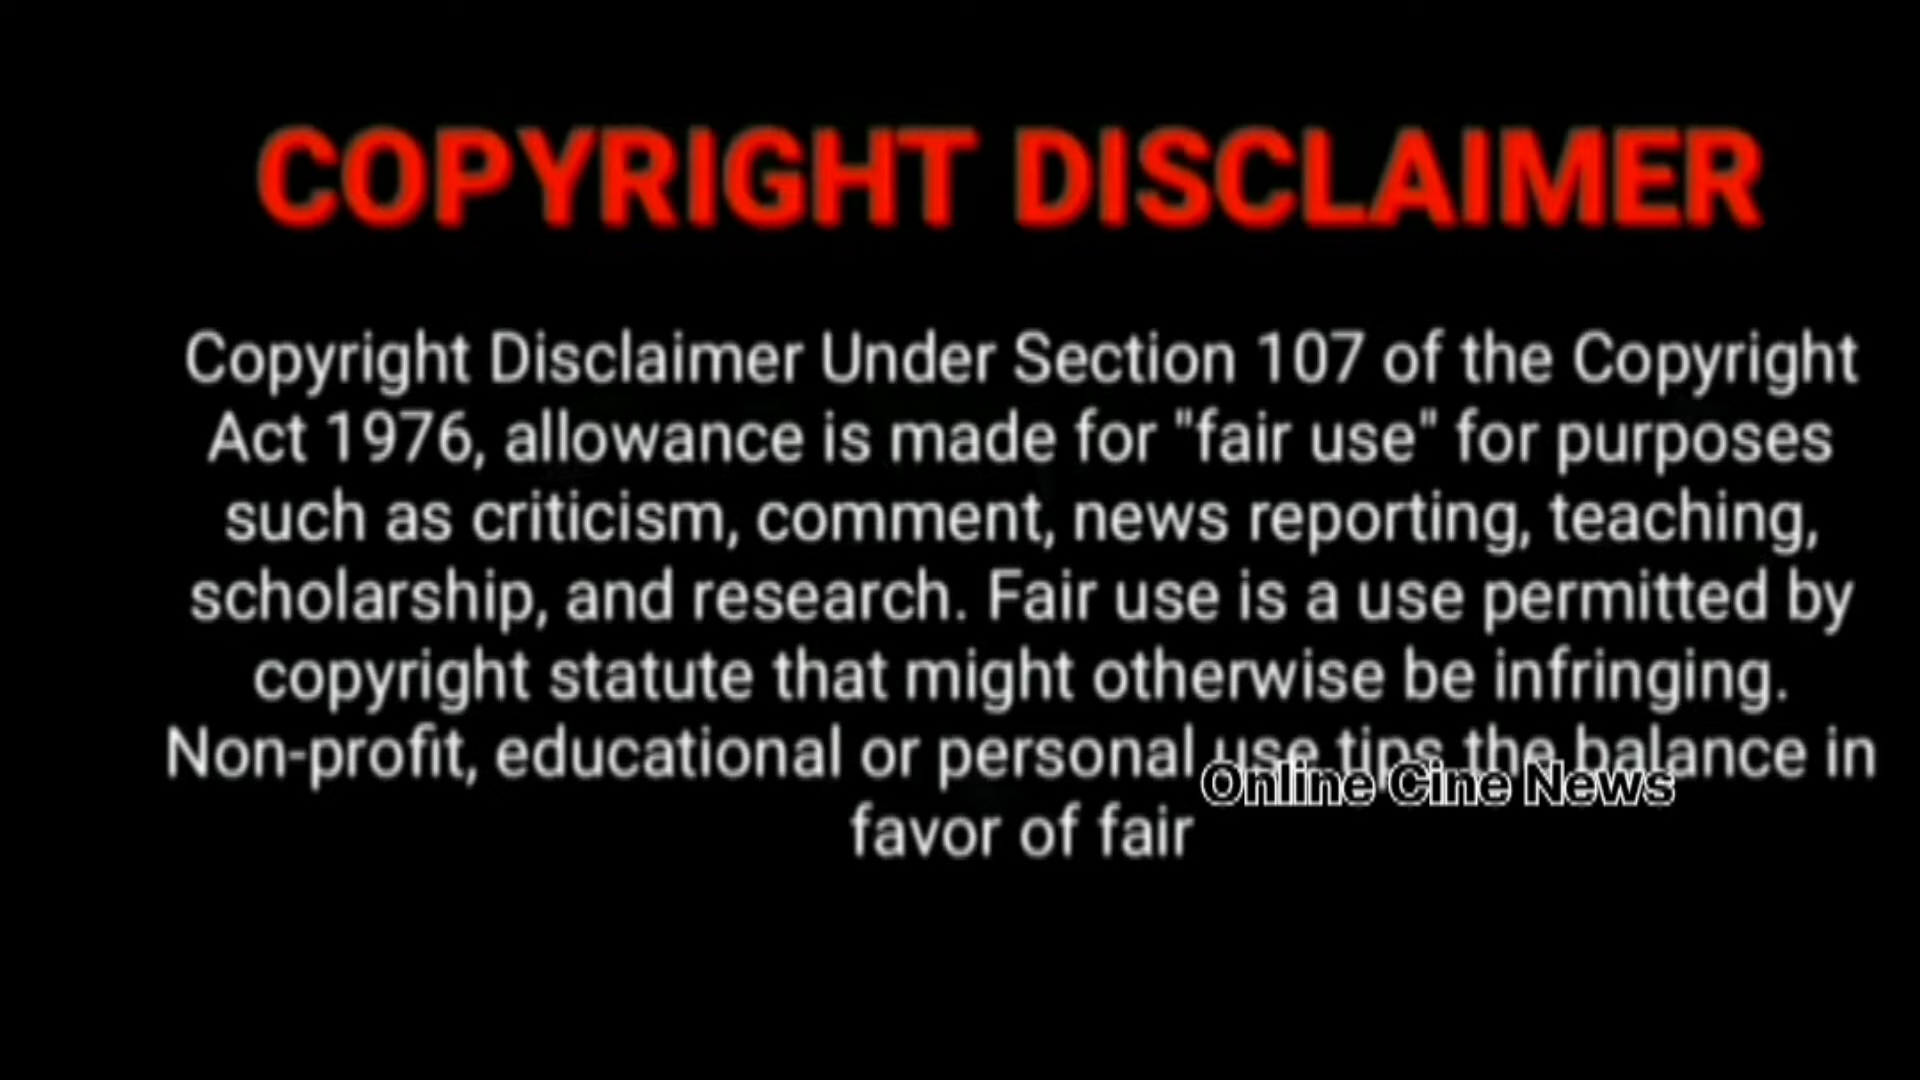 COPYRIGHT DISCLAIMER
Copyright Disclaimer Under Section 107 of the Copyright
Act 1976, allowance is made for "fair use" for purposes
such as criticism, comment, news reporting, teaching,
scholarship, and research. Fair use is a use permitted by
copyright statute that might otherwise be infringing.
Non-profit, educational or personal use tips the balance in
Online Cine News
favor of fair